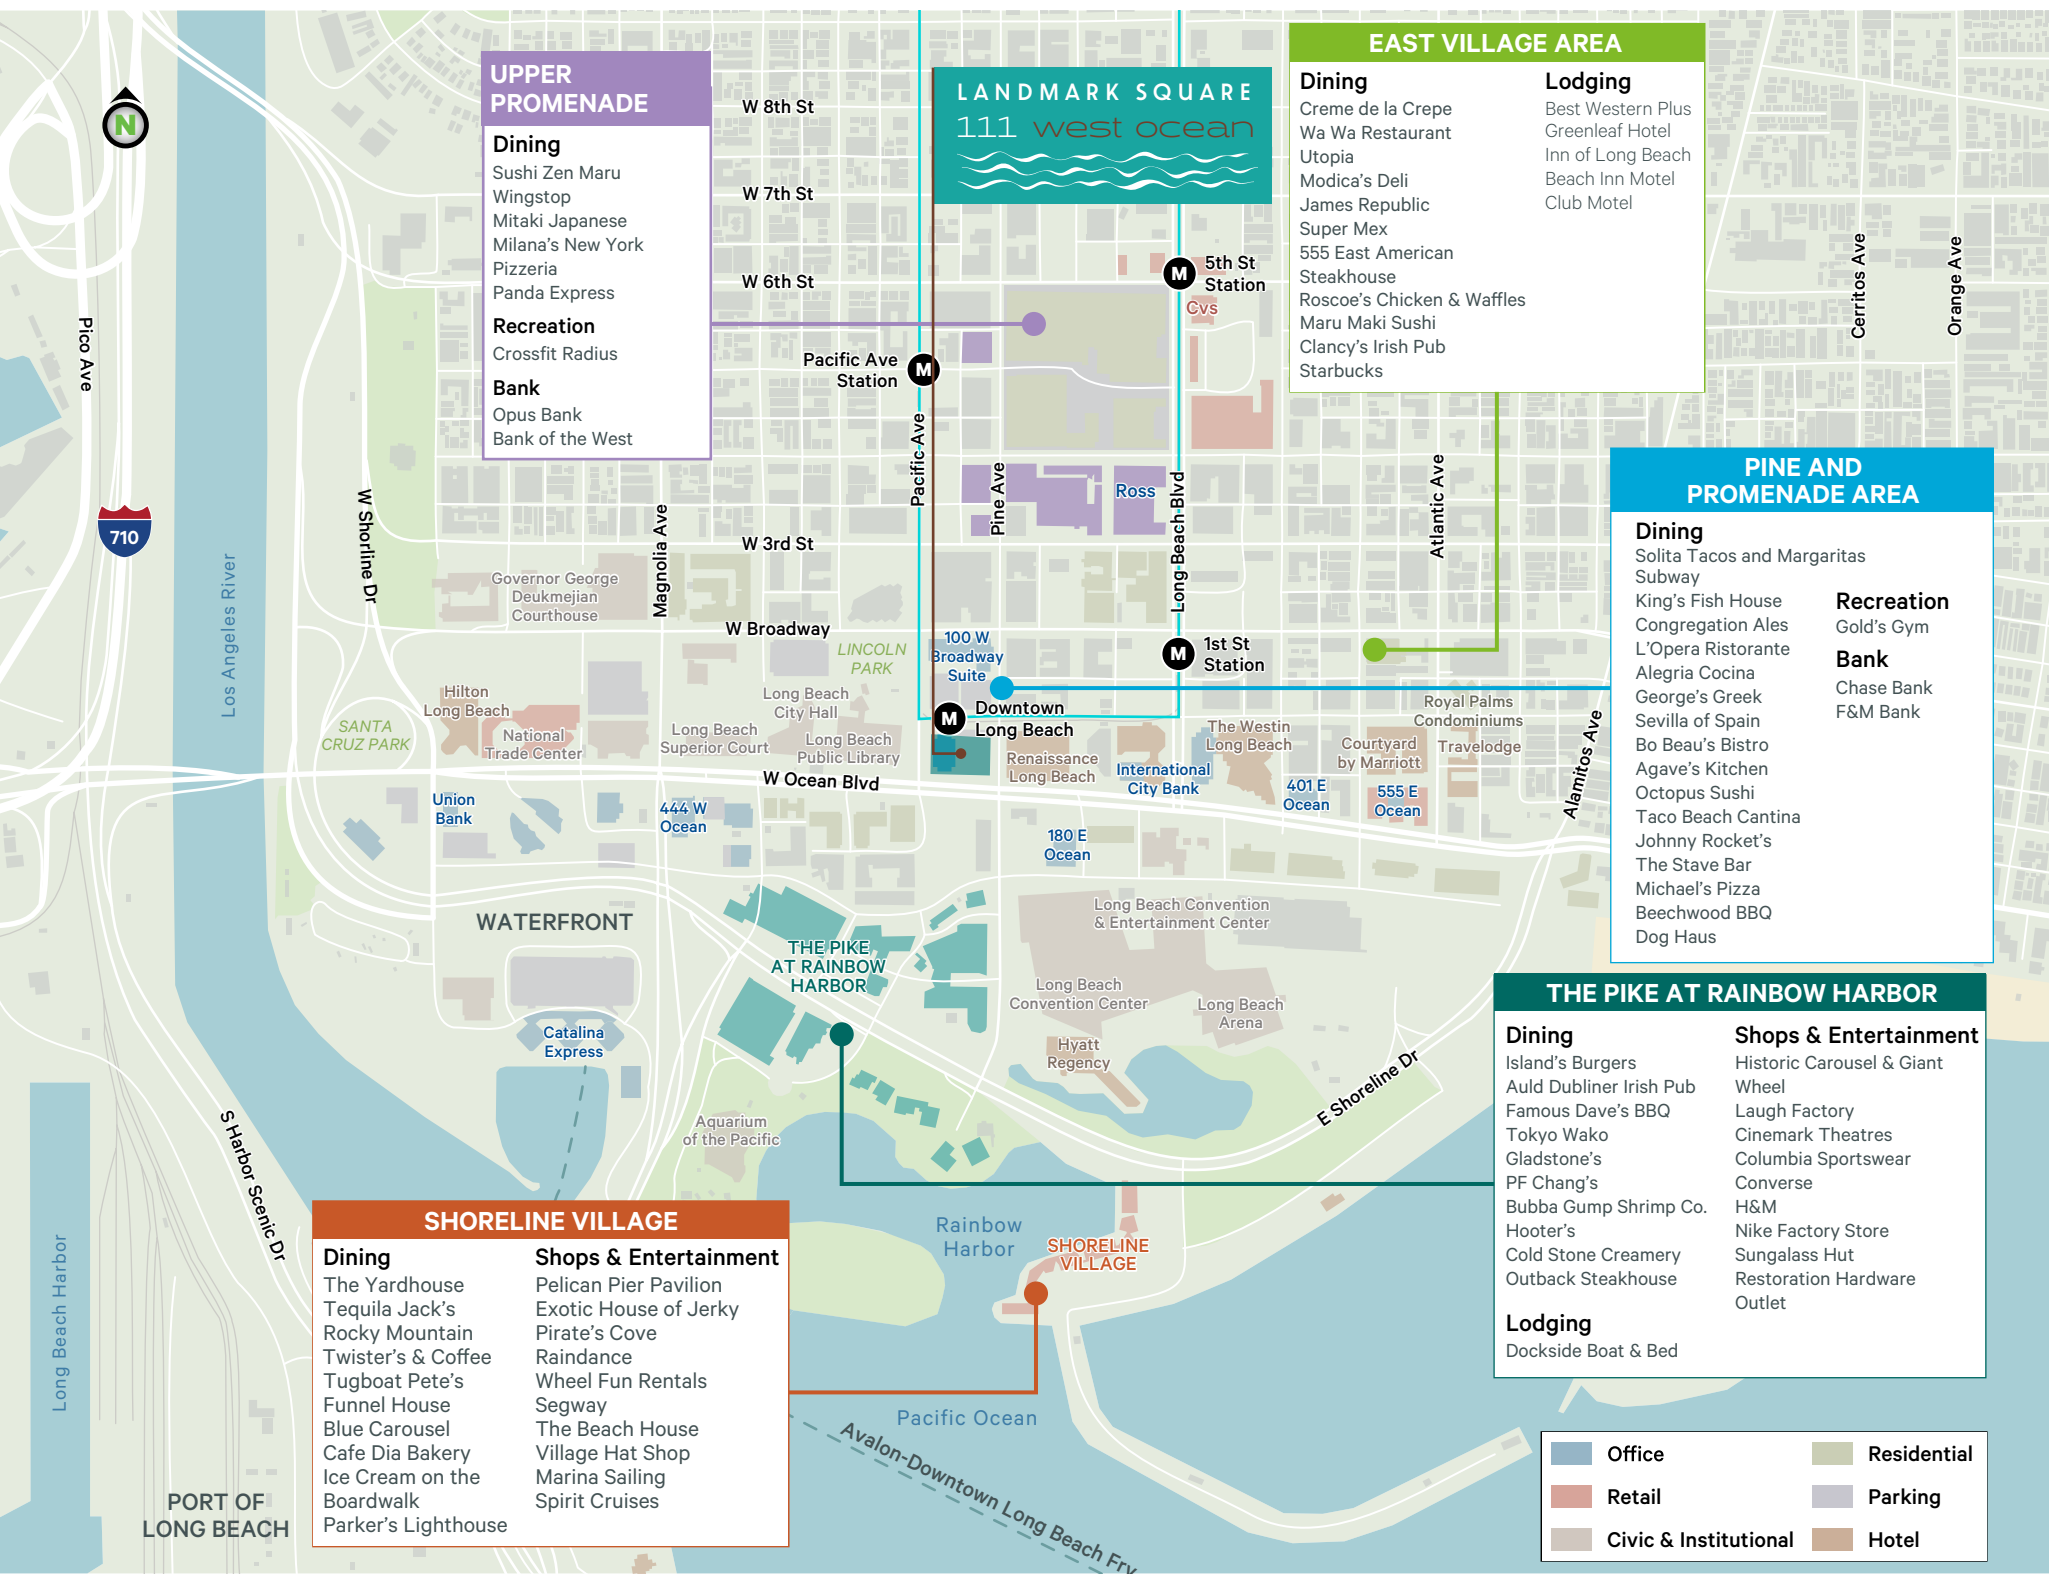 UPPER
PROMENADE
Dining
Sushi Zen Maru
Wingstop
Mitaki Japanese
Milana's New York
Pizzeria
Panda Express
Recreation
Crossfit Radius
Bank
Opus Bank
Bank of the West
LANDMARK SQUARE
111 west ocean
EAST VILLAGE AREA
Dining
Creme de la Crepe
Wa Wa Restaurant
Utopia
Modica's Deli
James Republic
Super Mex
555 East American
Steakhouse
Roscoe's Chicken & Waffles
Maru Maki Sushi
Clancy's Irish Pub
Starbucks
Lodging
Best Western Plus
Greenleaf Hotel
Inn of Long Beach
Beach Inn Motel
Club Motel
PINE AND
PROMENADE AREA
Dining
Solita Tacos and Margaritas
Subway
King's Fish House
Congregation Ales
L'Opera Ristorante
Alegria Cocina
George's Greek
Sevilla of Spain
Bo Beau's Bistro
Agave's Kitchen
Octopus Sushi
Taco Beach Cantina
Johnny Rocket's
The Stave Bar
Michael's Pizza
Beechwood BBQ
Dog Haus
Recreation
Gold's Gym
Bank
Chase Bank
F&M Bank
THE PIKE AT RAINBOW HARBOR
Dining
Island's Burgers
Auld Dubliner Irish Pub
Famous Dave's BBQ
Tokyo Wako
Gladstone's
PF Chang's
Bubba Gump Shrimp Co.
Hooter's
Cold Stone Creamery
Outback Steakhouse
Lodging
Dockside Boat & Bed
Shops & Entertainment
Historic Carousel & Giant
Wheel
Laugh Factory
Cinemark Theatres
Columbia Sportswear
Converse
H&M
Nike Factory Store
Sungalass Hut
Restoration Hardware
Outlet
SHORELINE VILLAGE
Dining
The Yardhouse
Tequila Jack's
Rocky Mountain
Twister's & Coffee
Tugboat Pete's
Funnel House
Blue Carousel
Cafe Dia Bakery
Ice Cream on the
Boardwalk
Parker's Lighthouse
Shops & Entertainment
Pelican Pier Pavilion
Exotic House of Jerky
Pirate's Cove
Raindance
Wheel Fun Rentals
Segway
The Beach House
Village Hat Shop
Marina Sailing
Spirit Cruises
Office
Retail
Civic & Institutional
Residential
Parking
Hotel
N
710
W 8th St
W 7th St
W 6th St
W 3rd St
W Broadway
W Ocean Blvd
Pico Ave
W Shorline Dr
Magnolia Ave
Pacific Ave
Pine Ave
Long Beach Blvd
Atlantic Ave
Cerritos Ave
Orange Ave
Alamitos Ave
E Shoreline Dr
S Harbor Scenic Dr
Los Angeles River
Long Beach Harbor
M
5th St
Station
Cvs
Pacific Ave
Station
M
Ross
M
1st St
Station
M
Downtown
Long Beach
100 W
Broadway
Suite
Governor George
Deukmejian
Courthouse
LINCOLN
PARK
SANTA
CRUZ PARK
Hilton
Long Beach
National
Trade Center
Long Beach
City Hall
Long Beach
Superior Court
Long Beach
Public Library
Renaissance
Long Beach
International
City Bank
The Westin
Long Beach
Royal Palms
Condominiums
Courtyard
by Marriott
Travelodge
401 E
Ocean
555 E
Ocean
Union
Bank
444 W
Ocean
180 E
Ocean
WATERFRONT
THE PIKE
AT RAINBOW
HARBOR
Long Beach Convention
& Entertainment Center
Long Beach
Convention Center
Long Beach
Arena
Hyatt
Regency
Catalina
Express
Aquarium
of the Pacific
Rainbow
Harbor
SHORELINE
VILLAGE
Pacific Ocean
Avalon-Downtown Long Beach Fry
PORT OF
LONG BEACH